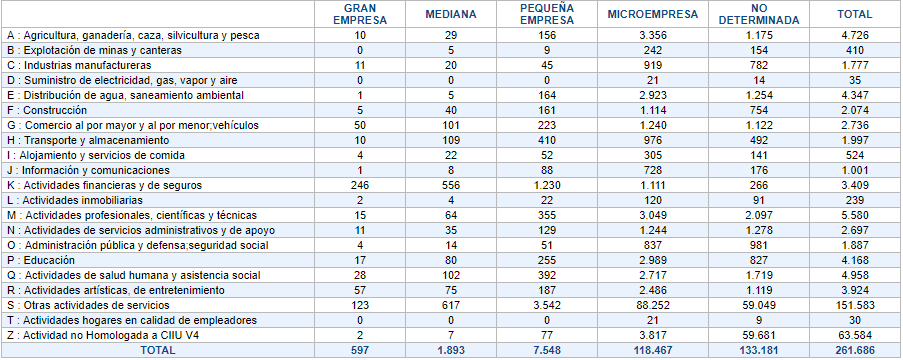 GRAN EMPRESA MEDIANA PEQUEÑA EMPRESA MICROEMPRESA NO DETERMINADA TOTAL
A : Agricultura, ganadería, caza, silvicultura y pesca 10 29 156 3.356 1.175 4.726
B : Explotación de minas y canteras 0 5 9 242 154 410
C : Industrias manufactureras 11 20 45 919 782 1.777
D : Suministro de electricidad, gas, vapor y aire 0 0 0 21 14 35
E : Distribución de agua, saneamiento ambiental 1 5 164 2.923 1.254 4.347
F : Construcción 5 40 161 1.114 754 2.074
G : Comercio al por mayor y al por menor;vehículos 50 101 223 1.240 1.122 2.736
H : Transporte y almacenamiento 10 109 410 976 492 1.997
I : Alojamiento y servicios de comida 4 22 52 305 141 524
J : Información y comunicaciones 1 8 88 728 176 1.001
K : Actividades financieras y de seguros 246 556 1.230 1.111 266 3.409
L : Actividades inmobiliarias 2 4 22 120 91 239
M : Actividades profesionales, científicas y técnicas 15 64 355 3.049 2.097 5.580
N : Actividades de servicios administrativos y de apoyo 11 35 129 1.244 1.278 2.697
O : Administración pública y defensa;seguridad social 4 14 51 837 981 1.887
P : Educación 17 80 255 2.989 827 4.168
Q : Actividades de salud humana y asistencia social 28 102 392 2.717 1.719 4.958
R : Actividades artísticas, de entretenimiento 57 75 187 2.486 1.119 3.924
S : Otras actividades de servicios 123 617 3.542 88.252 59.049 151.583
T : Actividades hogares en calidad de empleadores 0 0 0 21 9 30
Z : Actividad no Homologada a CIIU V4 2 7 77 3.817 59.681 63.584
TOTAL 597 1.893 7.548 118.467 133.181 261.686